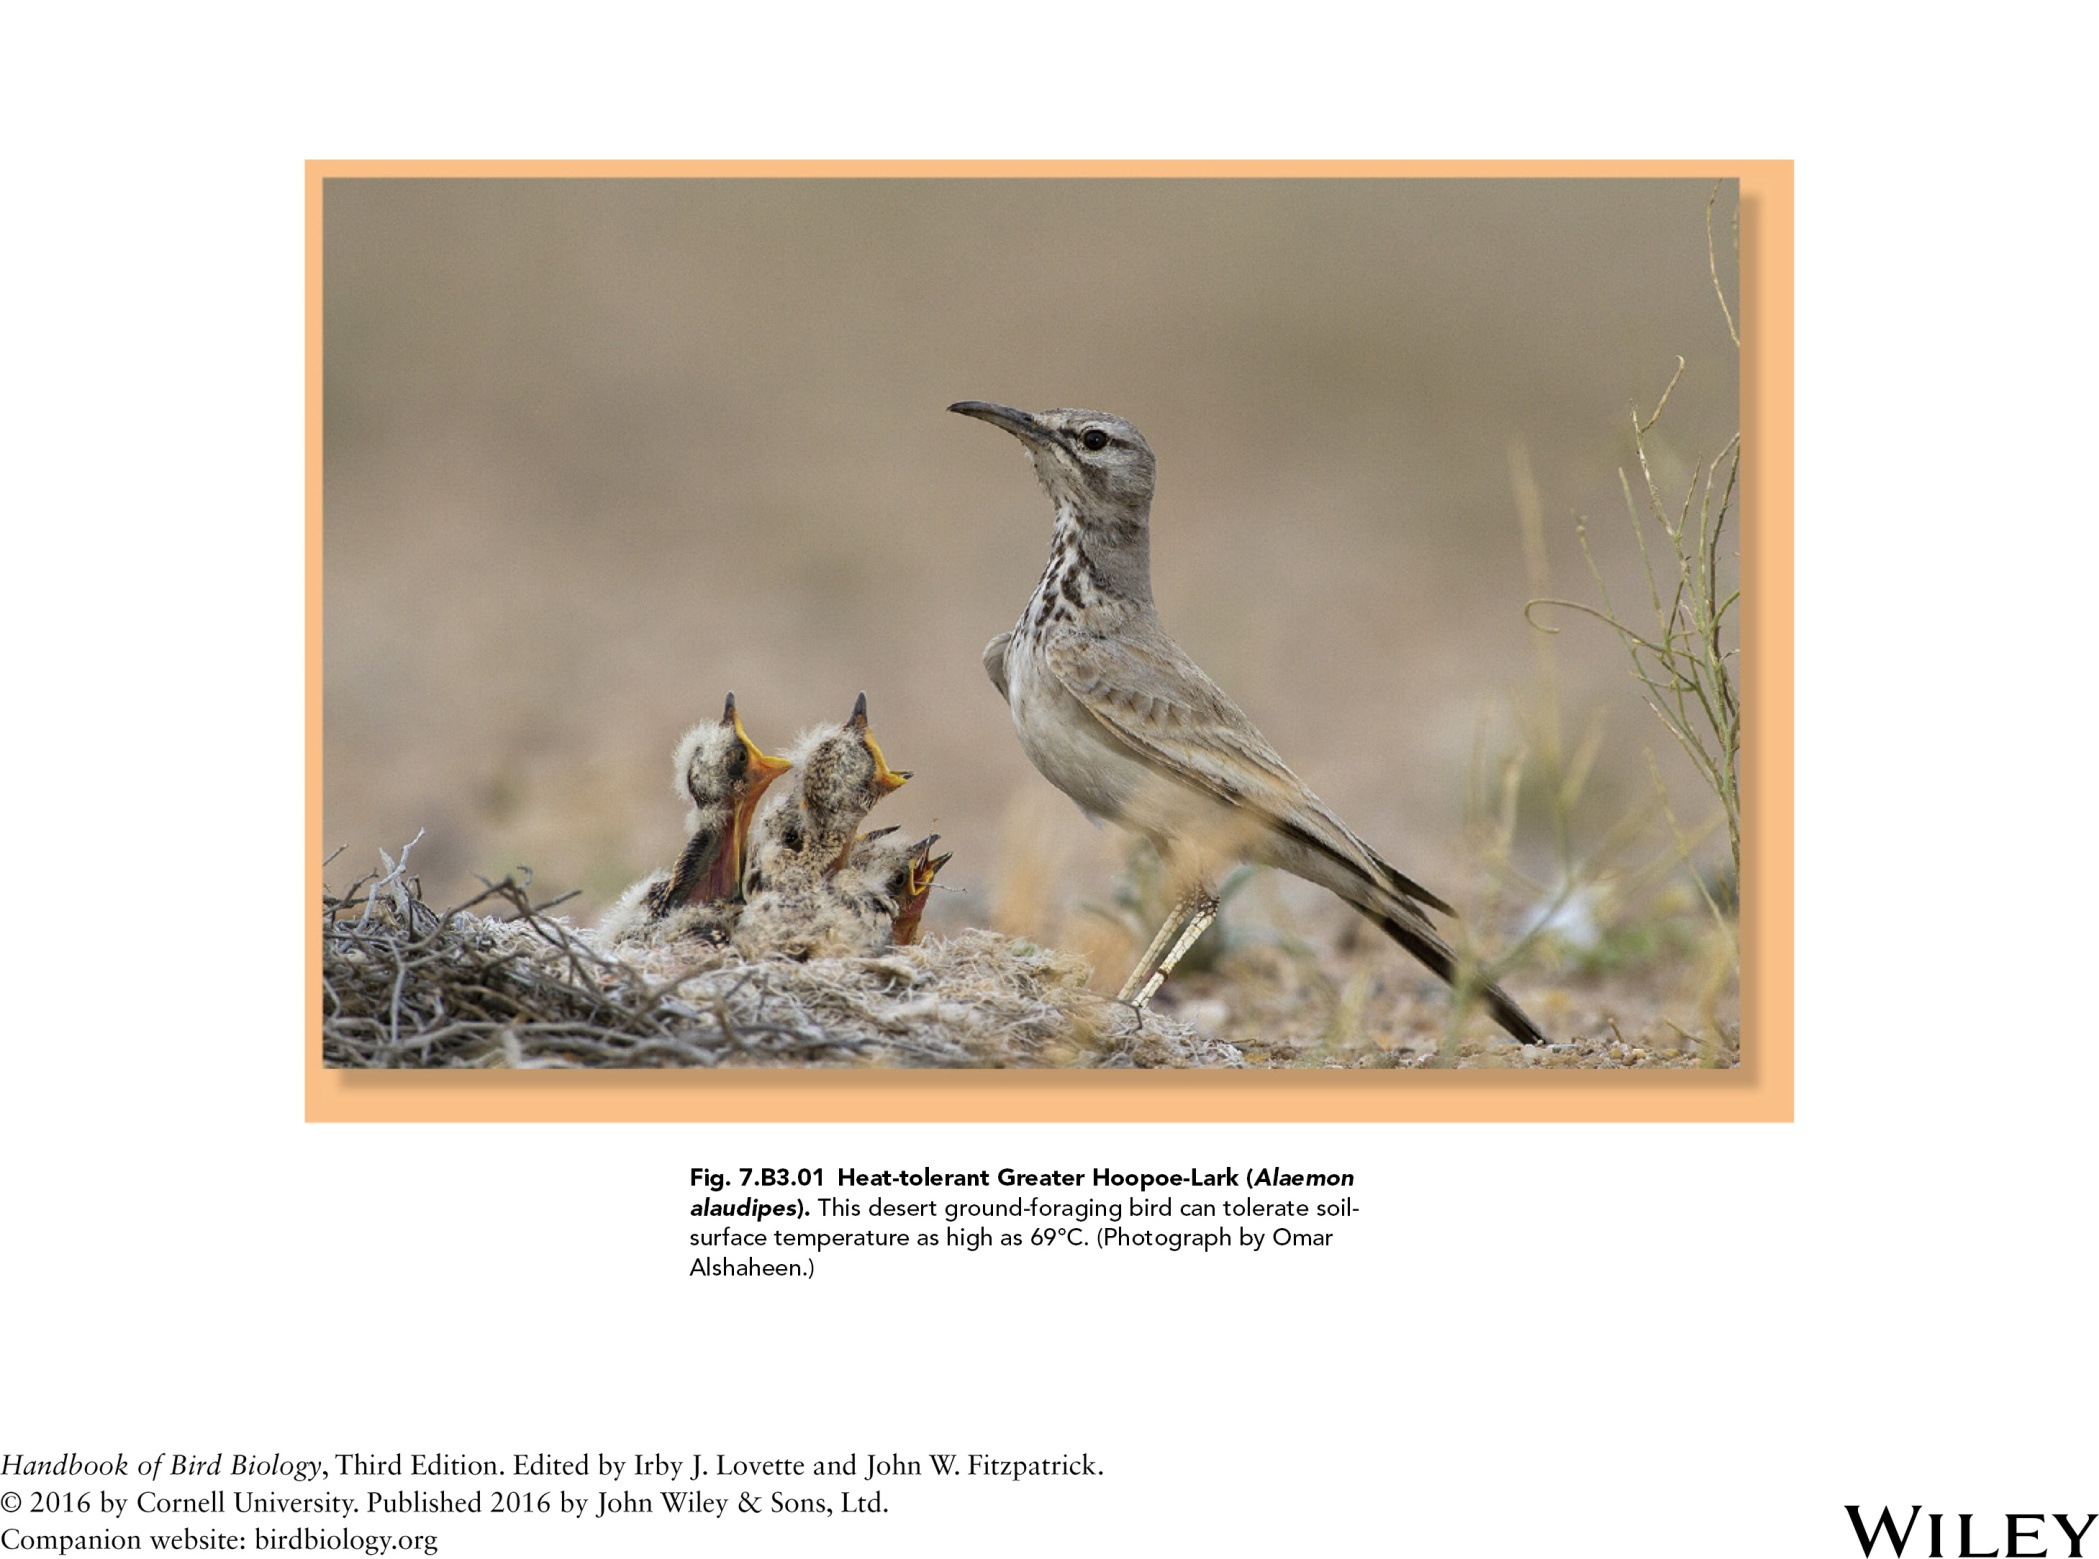 Fig. 7.B3.01 Heat-tolerant Greater Hoopoe-Lark (Alaemon
alaudipes). This desert ground-foraging bird can tolerate soil-
surface temperature as high as 69°C. (Photograph by Omar
Alshaheen.)
Handbook of Bird Biology, Third Edition. Edited by Irby J. Lovette and John W. Fitzpatrick.
© 2016 by Cornell University. Published 2016 by John Wiley & Sons, Ltd.
Companion website: birdbiology.org
WILEY